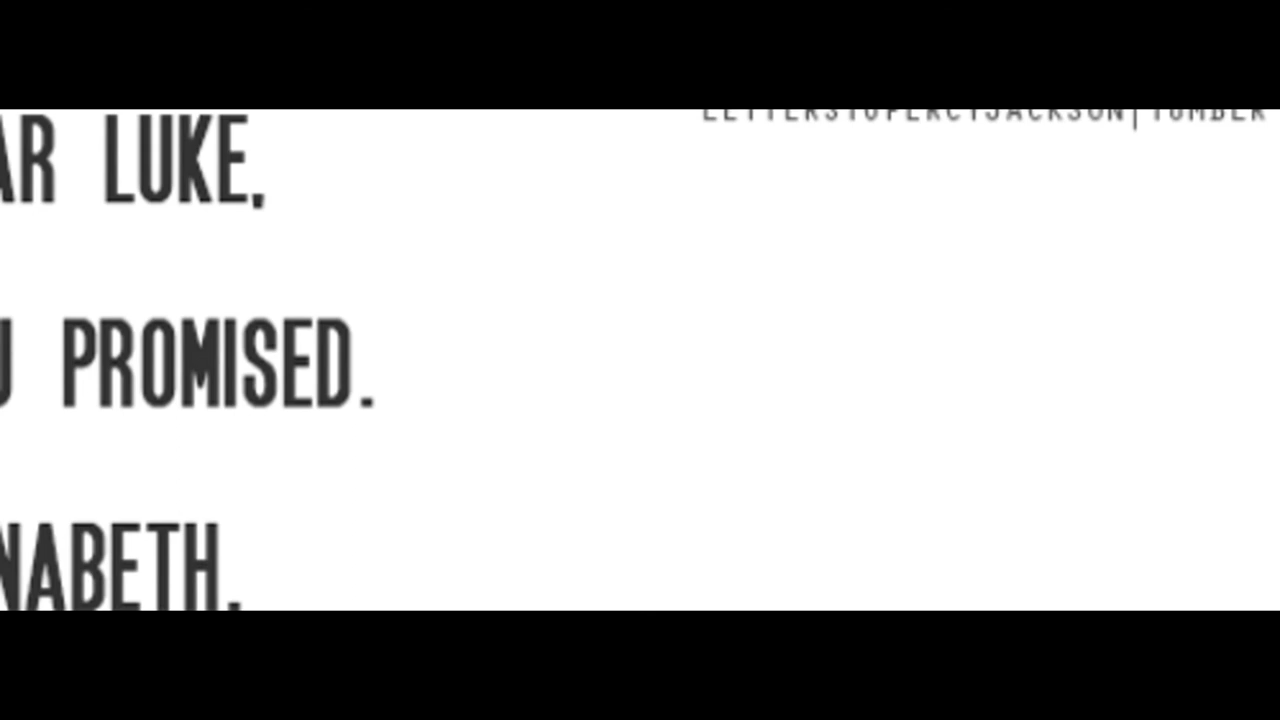 LETTERSTOPERCYJACKSON|TUMBLR
AR LUKE,
U PROMISED.
NABETH.